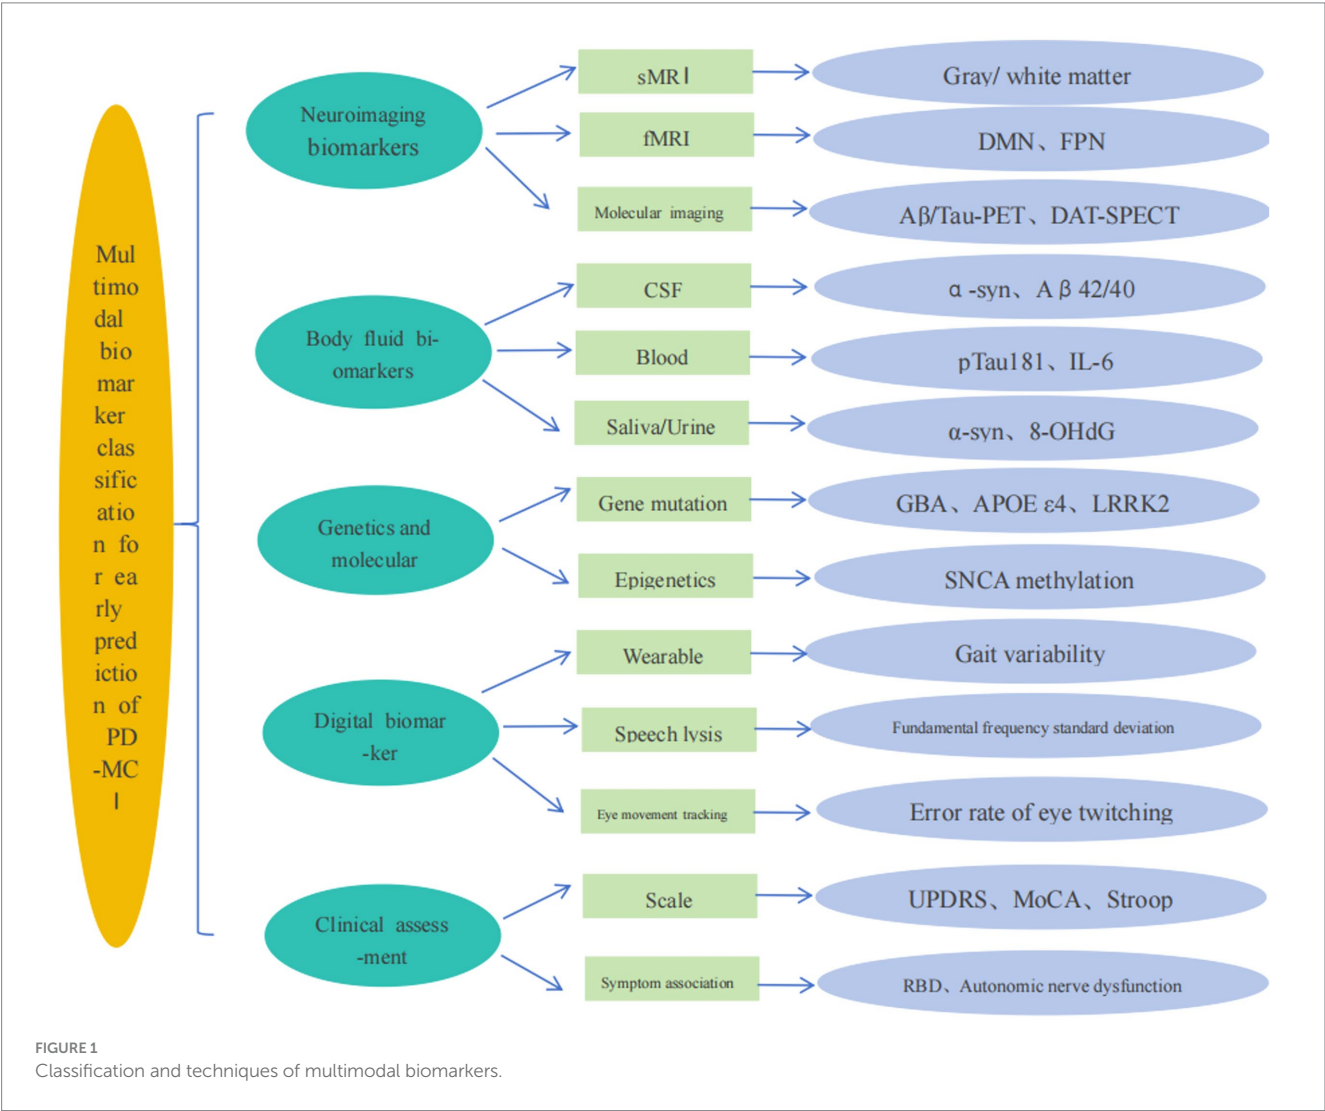 Mul
timo
dal
bio
mar
ker
clas
sific
atio
n fo
r ea
rly
pred
ictio
n of
PD
-MC
I
Neuroimaging
biomarkers
sMRI
Gray/ white matter
fMRI
DMN、FPN
Molecular imaging
Aβ/Tau-PET、DAT-SPECT
Body fluid bi-
omarkers
CSF
α -syn、A β 42/40
Blood
pTau181、IL-6
Saliva/Urine
α-syn、8-OHdG
Genetics and
molecular
Gene mutation
GBA、APOE ε4、LRRK2
Epigenetics
SNCA methylation
Digital biomar
-ker
Wearable
Gait variability
Speech lysis
Fundamental frequency standard deviation
Eye movement tracking
Error rate of eye twitching
Clinical assess
-ment
Scale
UPDRS、MoCA、Stroop
Symptom association
RBD、Autonomic nerve dysfunction
FIGURE 1
Classification and techniques of multimodal biomarkers.